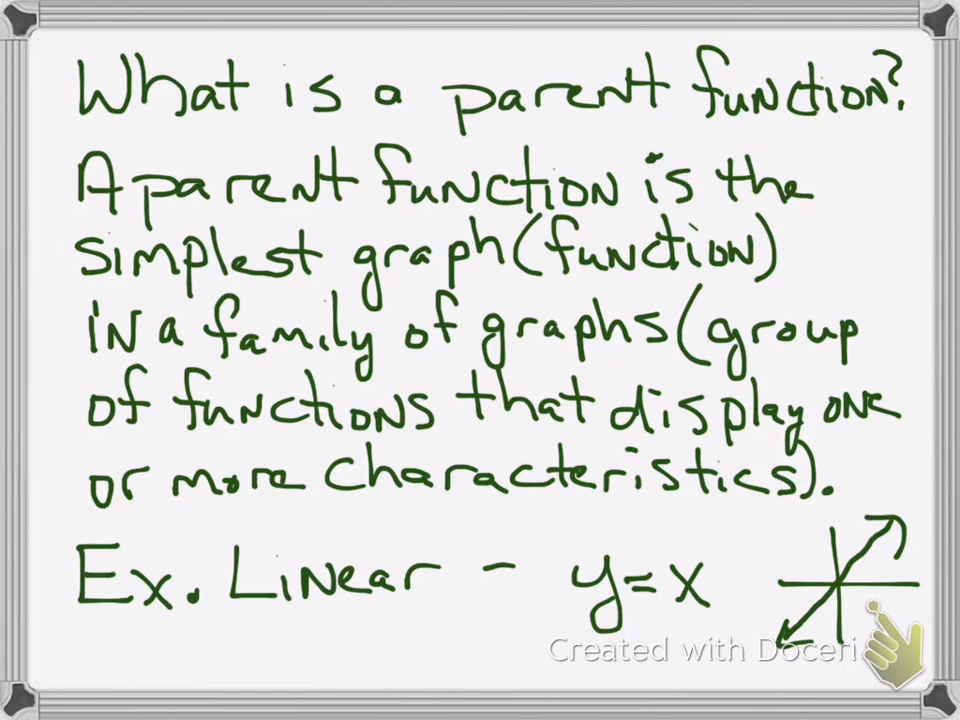 What is a parent function?
A parent function is the
simplest graph (function)
in a family of graphs (group
of functions that display one
or more characteristics).
Ex. Linear - y=x
Created with Doceri